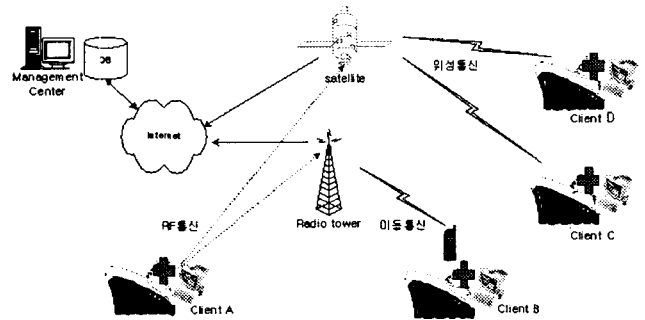 DB
Management
Center
satellite
위성통신
Client D
Internet
RF통신
Radio tower
이동통신
Client C
Client A
Client B